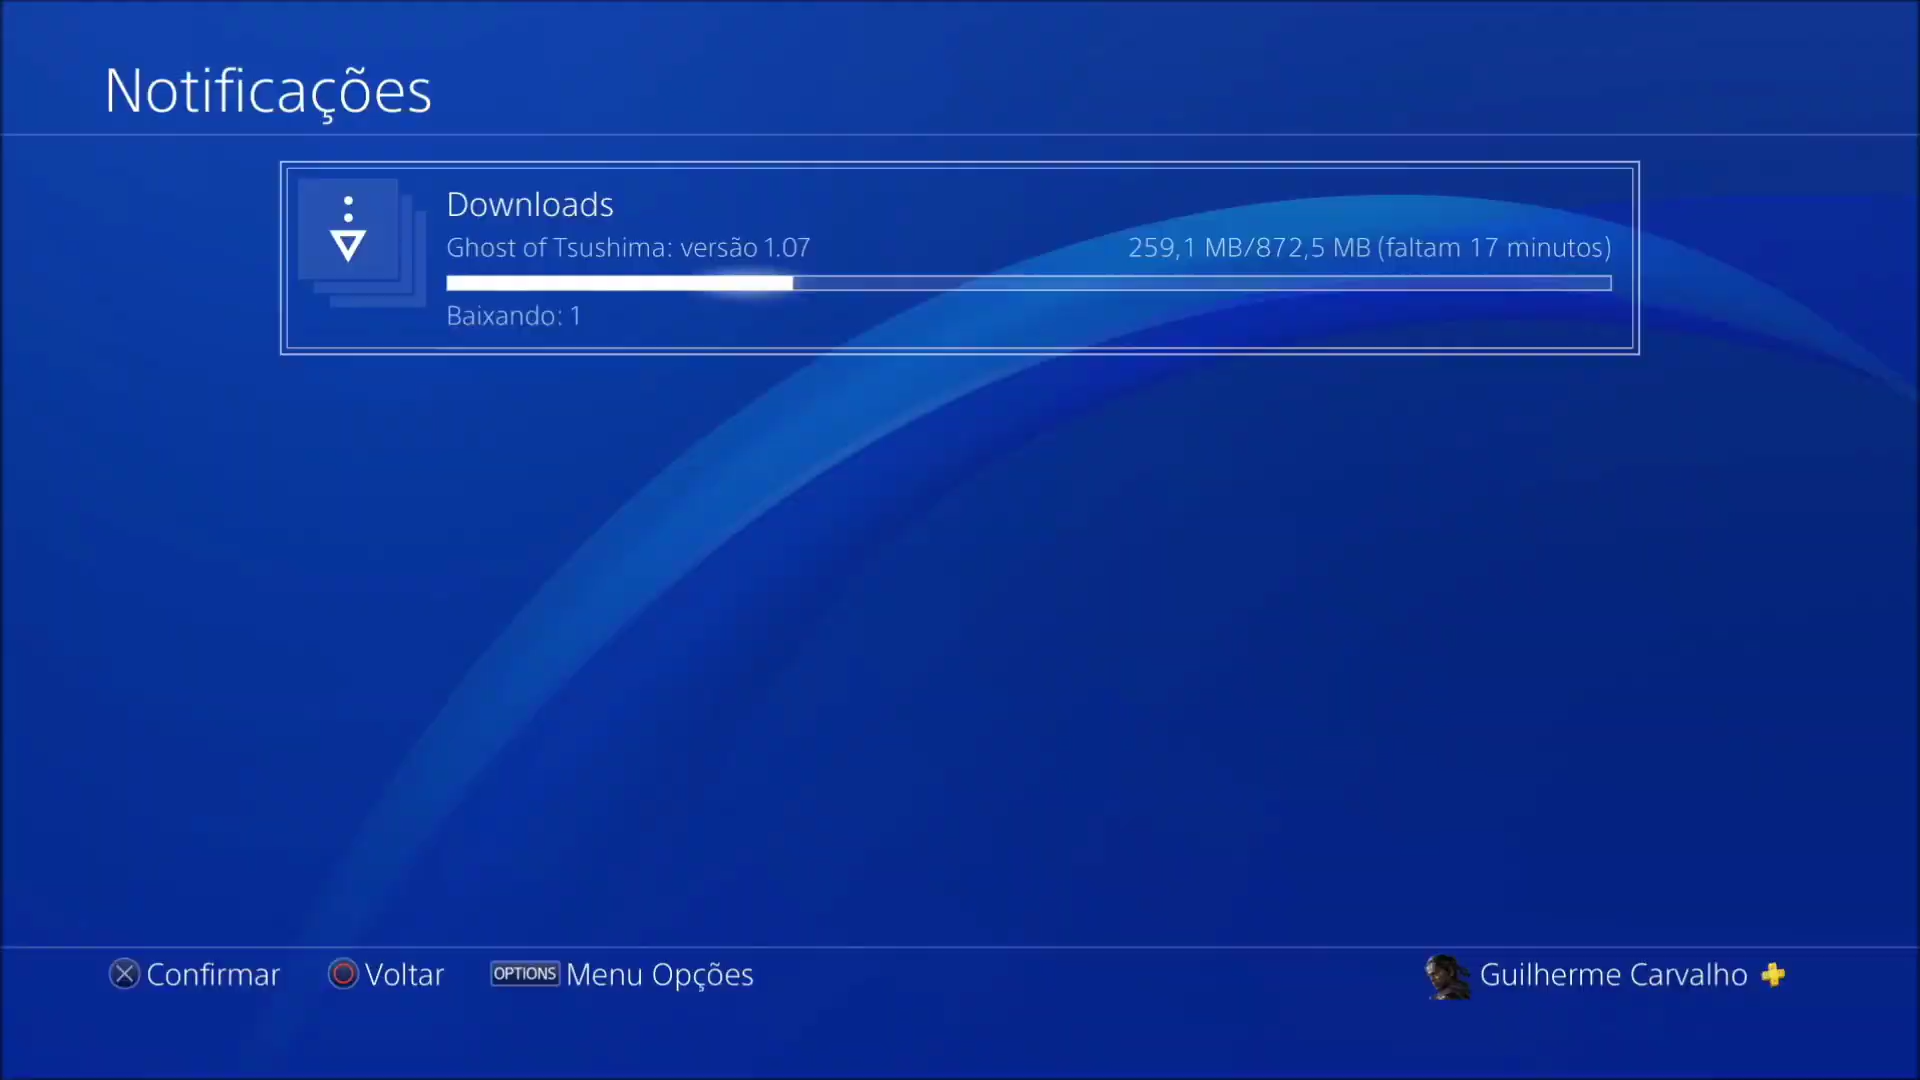 Notificações
Downloads
Ghost of Tsushima: versão 1.07 259,1 MB/872,5 MB (faltam 17 minutos)
Baixando: 1
Confirmar Voltar OPTIONS Menu Opções Guilherme Carvalho